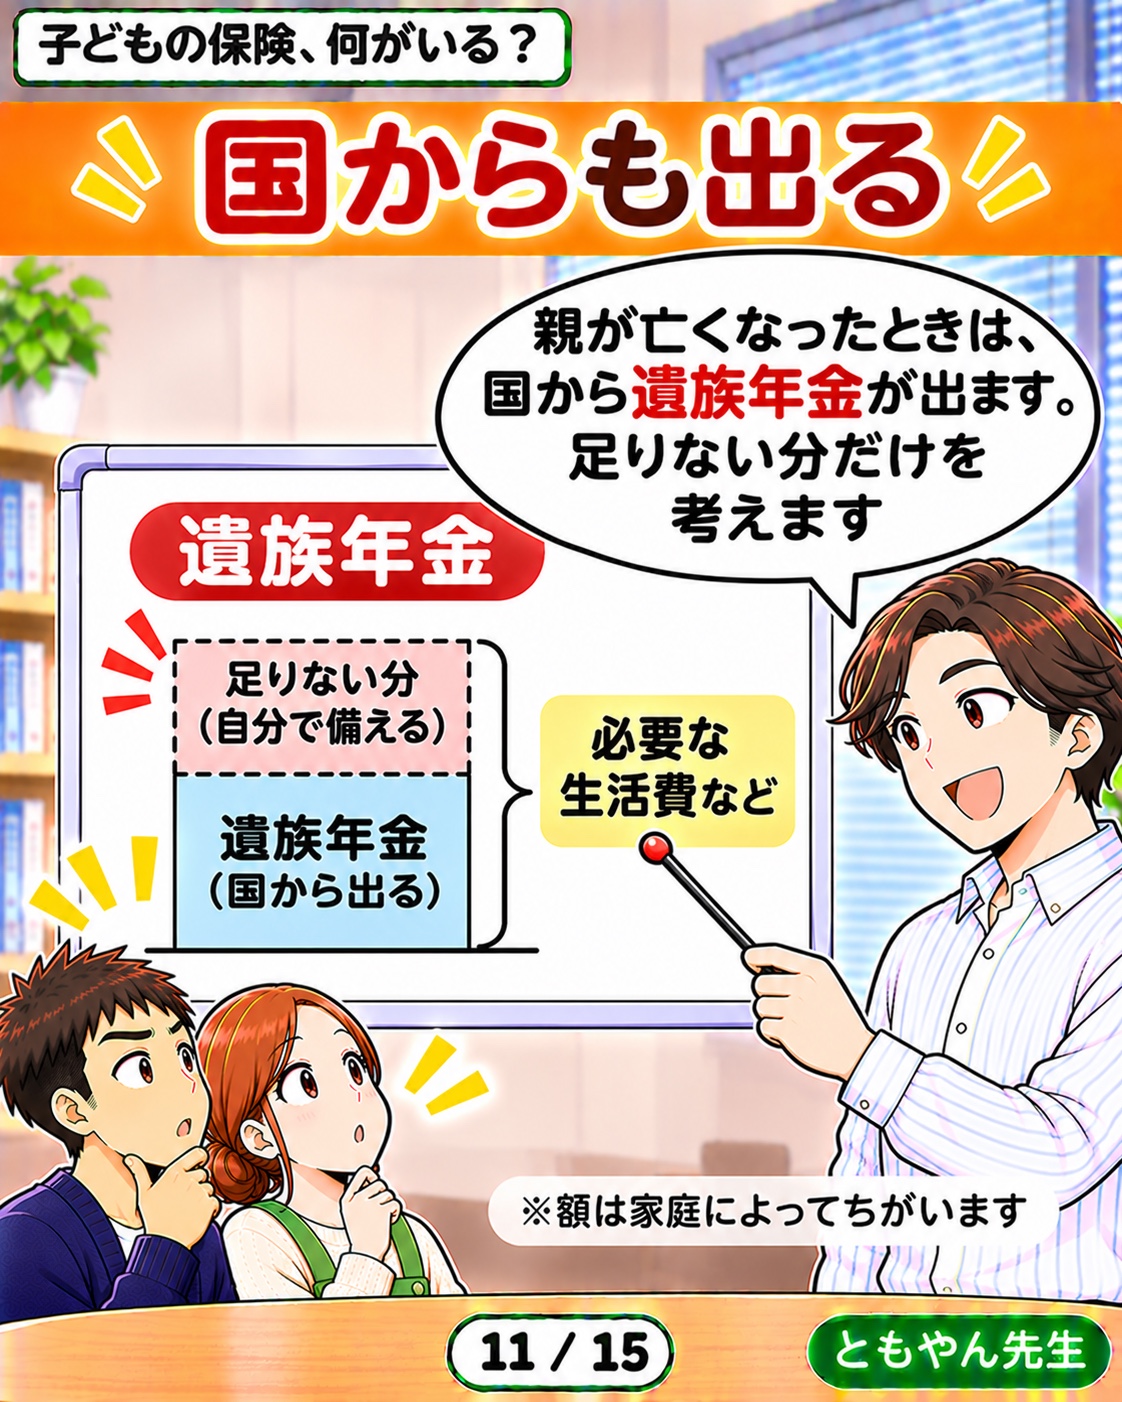 子どもの保険、何がいる？
国からも出る
親が亡くなったときは、
国から遺族年金が出ます。
足りない分だけを
考えます
遺族年金
足りない分
（自分で備える）
遺族年金
（国から出る）
必要な
生活費など
※額は家庭によってちがいます
11 / 15
ともやん先生